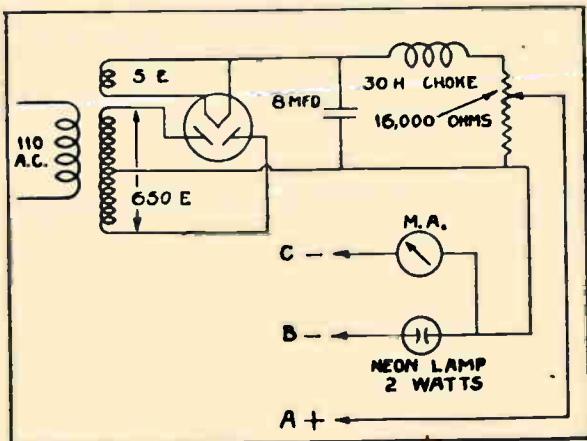 5 E
8 MFD
30 H CHOKE
16,000 OHMS
110
A.C.
650 E
M.A.
C –
B –
NEON LAMP
2 WATTS
A +